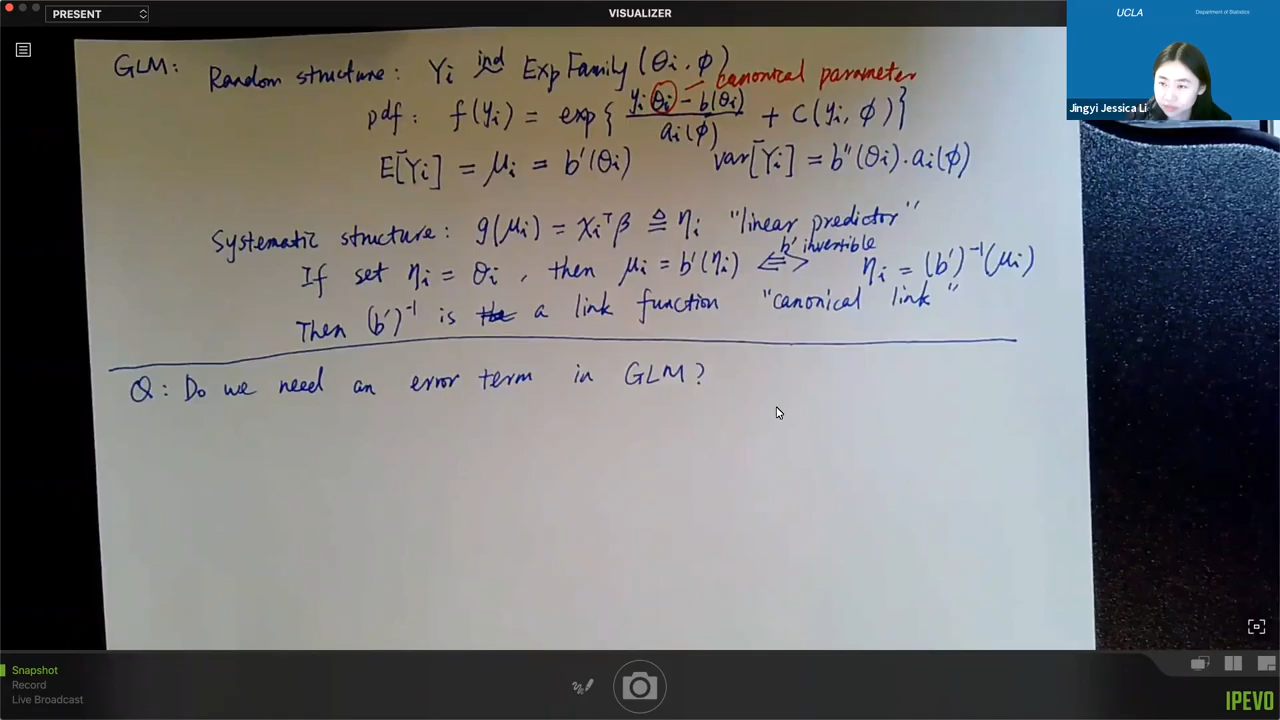 PRESENT
VISUALIZER
UCLA
Department of Statistics
Jingyi Jessica Li
GLM: Random structure: Yi ind~ Exp Family (θi, φ)
canonical parameter
pdf: f(yi) = exp{ (yi θi − b(θi)) / ai(φ) + C(yi, φ)}
E[Yi] = μi = b′(θi) var[Yi] = b″(θi)·ai(φ)
Systematic structure: g(μi) = xiᵀβ ≜ ηi "linear predictor"
b′ invertible
If set ηi = θi, then μi = b′(ηi) <=> ηi = (b′)⁻¹(μi)
Then (b′)⁻¹ is the a link function "canonical link"
Q: Do we need an error term in GLM?
Snapshot
Record
Live Broadcast
IPEVO